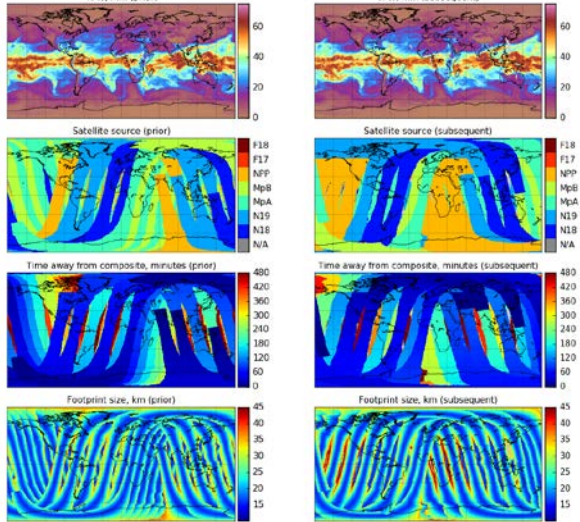 60
40
20
0
60
40
20
0
Satellite source (prior)
F18
F17
NPP
MpB
MpA
N19
N18
N/A
Satellite source (subsequent)
F18
F17
NPP
MpB
MpA
N19
N18
N/A
Time away from composite, minutes (prior)
480
420
360
300
240
180
120
60
0
Time away from composite, minutes (subsequent)
480
420
360
300
240
180
120
60
0
Footprint size, km (prior)
45
40
35
30
25
20
15
Footprint size, km (subsequent)
45
40
35
30
25
20
15